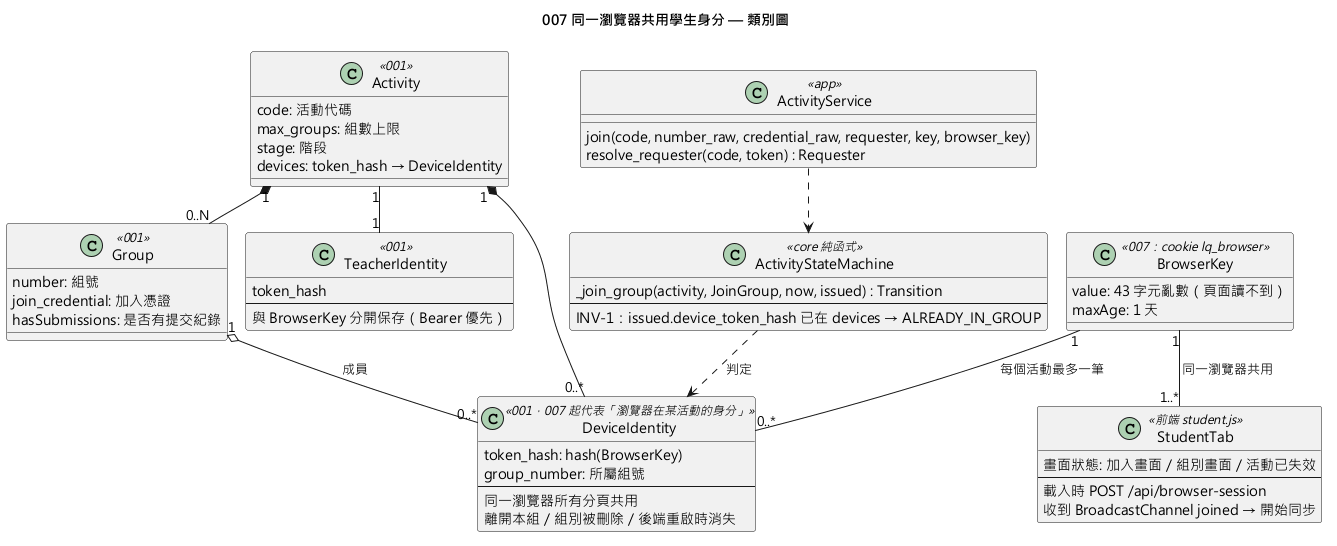 007 同一瀏覽器共用學生身分 — 類別圖
«001»
C Activity
code: 活動代碼
max_groups: 組數上限
stage: 階段
devices: token_hash → DeviceIdentity
«app»
C ActivityService
join(code, number_raw, credential_raw, requester, key, browser_key)
resolve_requester(code, token) : Requester
1
1
1
0..N
1
«001»
C Group
number: 組號
join_credential: 加入憑證
hasSubmissions: 是否有提交紀錄
«001»
C TeacherIdentity
token_hash
與 BrowserKey 分開保存（Bearer 優先）
«core 純函式»
C ActivityStateMachine
_join_group(activity, JoinGroup, now, issued) : Transition
INV-1：issued.device_token_hash 已在 devices → ALREADY_IN_GROUP
«007：cookie lq_browser»
C BrowserKey
value: 43 字元亂數（頁面讀不到）
maxAge: 1 天
1
成員
判定
1
每個活動最多一筆
1
同一瀏覽器共用
0..*
0..*
0..*
1..*
«001 · 007 起代表「瀏覽器在某活動的身分」»
C DeviceIdentity
token_hash: hash(BrowserKey)
group_number: 所屬組號
同一瀏覽器所有分頁共用
離開本組 / 組別被刪除 / 後端重啟時消失
«前端 student.js»
C StudentTab
畫面狀態: 加入畫面 / 組別畫面 / 活動已失效
載入時 POST /api/browser-session
收到 BroadcastChannel joined → 開始同步